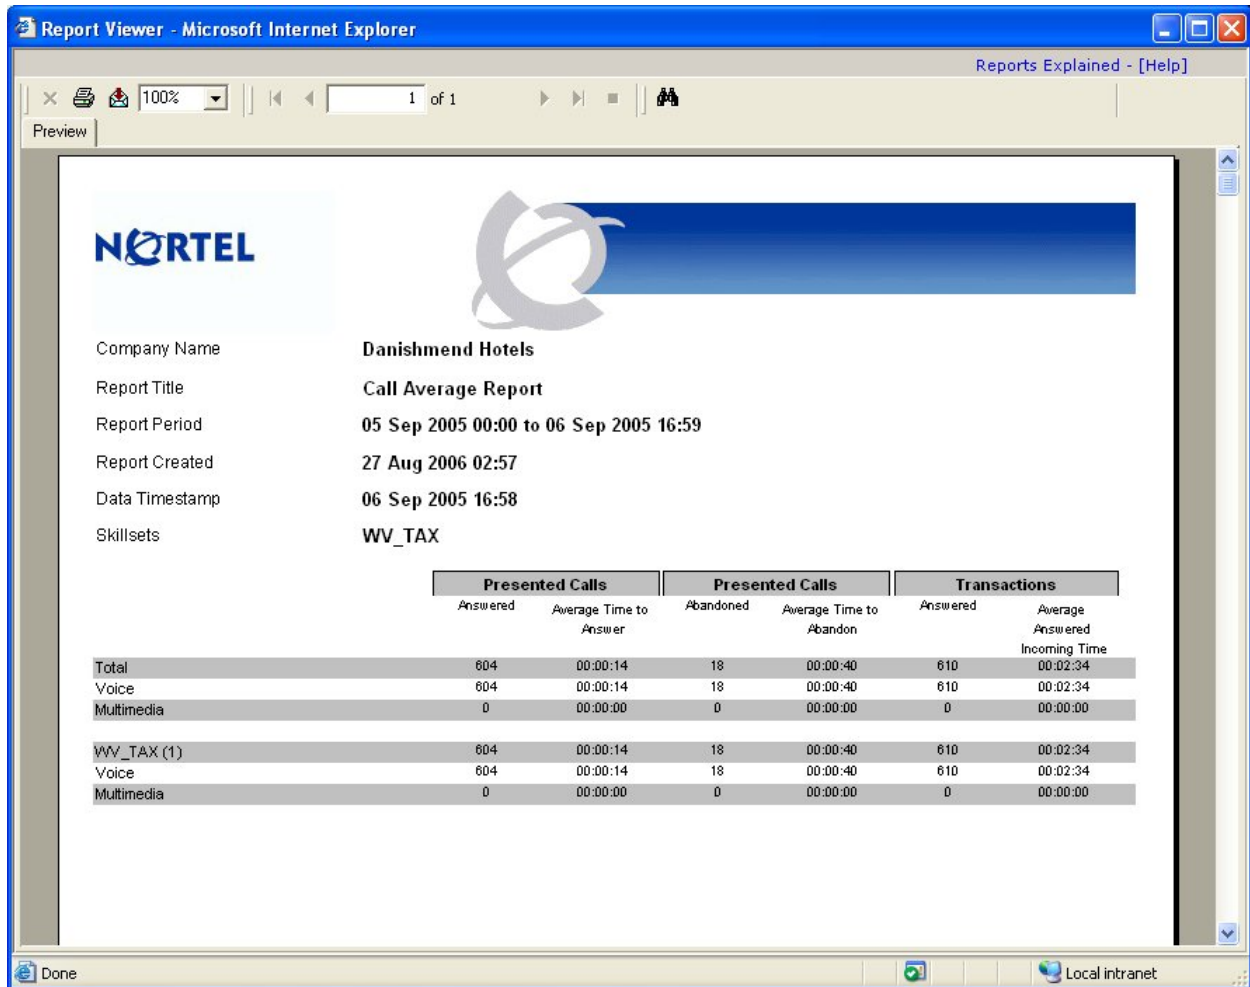 Report Viewer - Microsoft Internet Explorer
Reports Explained - [Help]
100% 1 of 1
Preview
NORTEL
Company Name Danishmend Hotels
Report Title Call Average Report
Report Period 05 Sep 2005 00:00 to 06 Sep 2005 16:59
Report Created 27 Aug 2006 02:57
Data Timestamp 06 Sep 2005 16:58
Skillsets WV_TAX
Presented Calls Presented Calls Transactions
Answered Average Time to Abandoned Average Time to Answered Average
Answer Abandon Answered
Incoming Time
Total 604 00:00:14 18 00:00:40 610 00:02:34
Voice 604 00:00:14 18 00:00:40 610 00:02:34
Multimedia 0 00:00:00 0 00:00:00 0 00:00:00
WV_TAX (1) 604 00:00:14 18 00:00:40 610 00:02:34
Voice 604 00:00:14 18 00:00:40 610 00:02:34
Multimedia 0 00:00:00 0 00:00:00 0 00:00:00
Done Local intranet